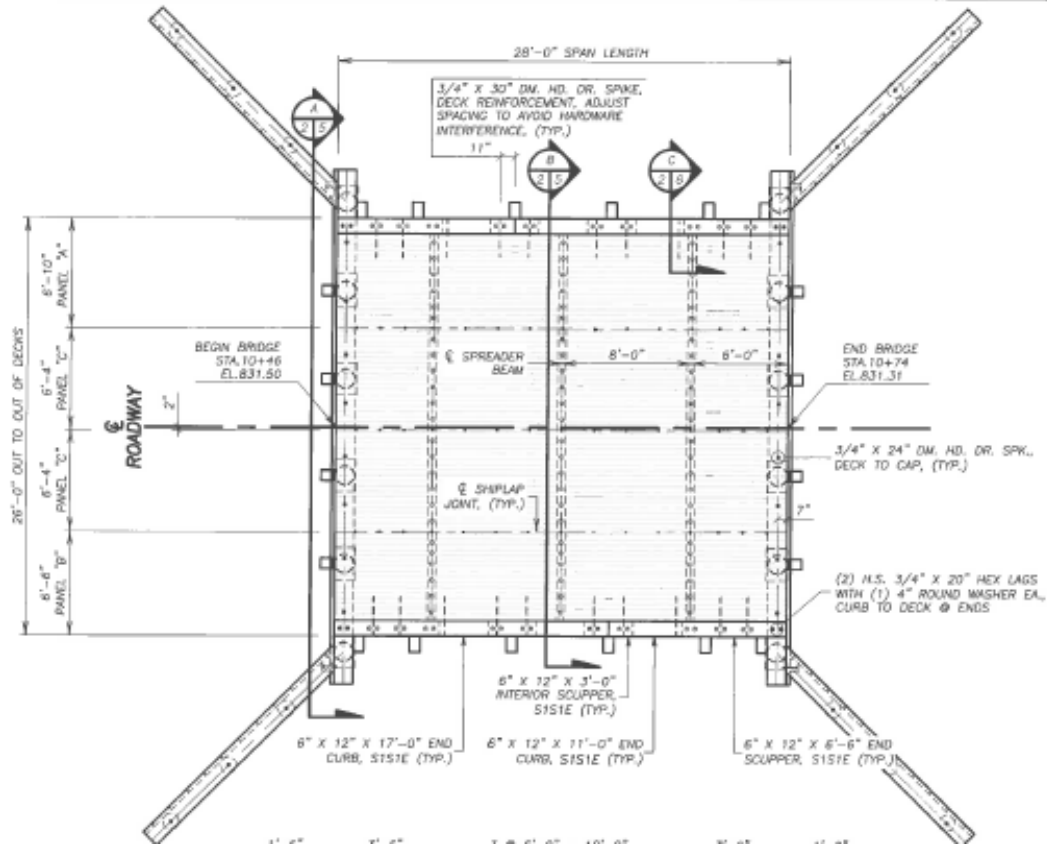 28'-0" SPAN LENGTH
3/4" X 30" DM. HD. DR. SPIKE,
DECK REINFORCEMENT, ADJUST
SPACING TO AVOID HARDWARE
INTERFERENCE, (TYP.)
11"
A
2 5
B
2 5
C
2 6
26'-0" OUT TO OUT OF DECKS
6'-10"
PANEL "A"
6'-4"
PANEL "C"
6'-4"
PANEL "C"
6'-6"
PANEL "B"
BEGIN BRIDGE
STA.10+46
EL.831.50
2"
℄
ROADWAY
℄ SPREADER
BEAM
8'-0"
6'-0"
END BRIDGE
STA.10+74
EL.831.31
3/4" X 24" DM. HD. DR. SPK.,
DECK TO CAP, (TYP.)
℄ SHIPLAP
JOINT, (TYP.)
7"
(2) H.S. 3/4" X 20" HEX LAGS
WITH (1) 4" ROUND WASHER EA.,
CURB TO DECK @ ENDS
6" X 12" X 3'-0"
INTERIOR SCUPPER,
S1S1E (TYP.)
6" X 12" X 17'-0" END
CURB, S1S1E (TYP.)
6" X 12" X 11'-0" END
CURB, S1S1E (TYP.)
6" X 12" X 6'-6" END
SCUPPER, S1S1E (TYP.)